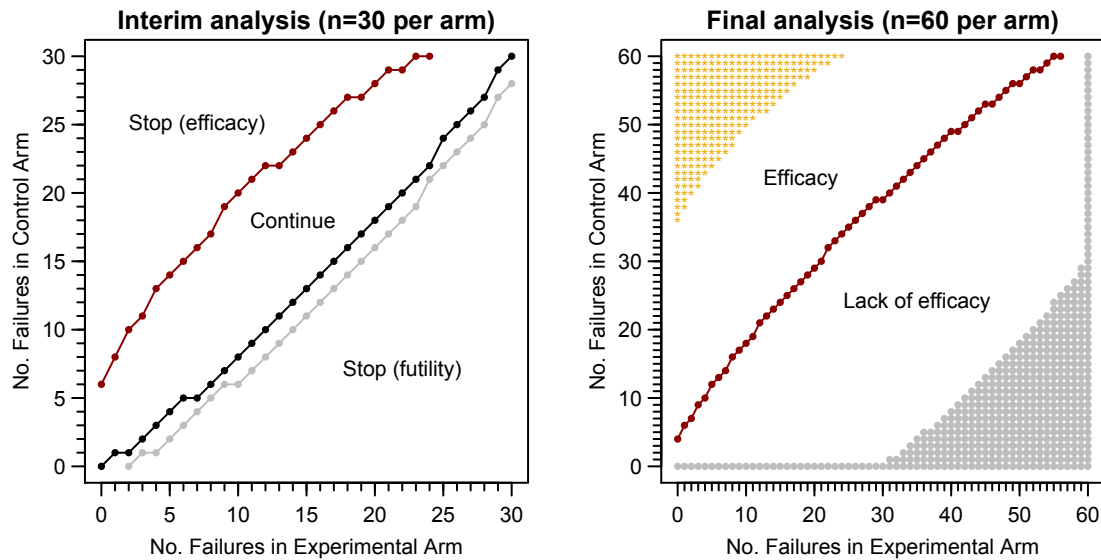 Interim analysis (n=30 per arm)
No. Failures in Control Arm
30
25
20
15
10
5
0
Stop (efficacy)
Continue
Stop (futility)
0 5 10 15 20 25 30
No. Failures in Experimental Arm
Final analysis (n=60 per arm)
No. Failures in Control Arm
60
50
40
30
20
10
0
Efficacy
Lack of efficacy
0 10 20 30 40 50 60
No. Failures in Experimental Arm